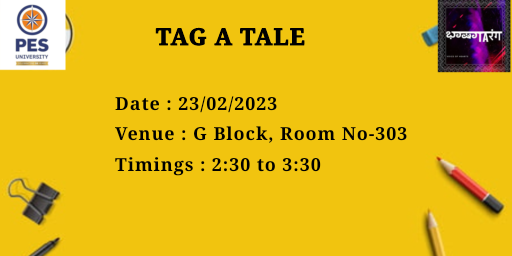 PES
UNIVERSITY
TAG A TALE
ಭಾಷಾTAರಂಗ
Date : 23/02/2023
Venue : G Block, Room No-303
Timings : 2:30 to 3:30